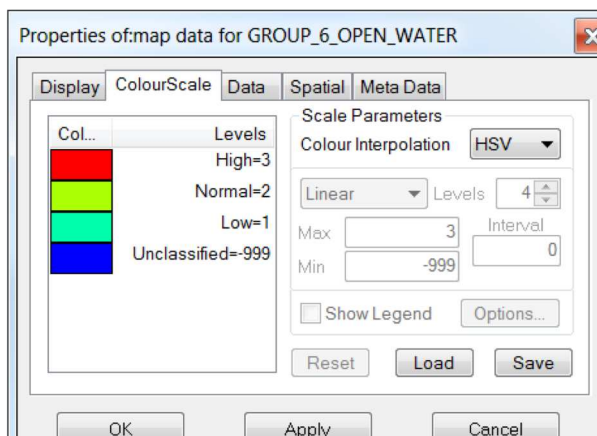 Properties of:map data for GROUP_6_OPEN_WATER
Display ColourScale Data Spatial Meta Data
Col... Levels
High=3
Normal=2
Low=1
Unclassified=-999
Scale Parameters
Colour Interpolation HSV
Linear Levels 4
Max 3 Interval
0
Min -999
Show Legend Options...
Reset Load Save
OK Apply Cancel